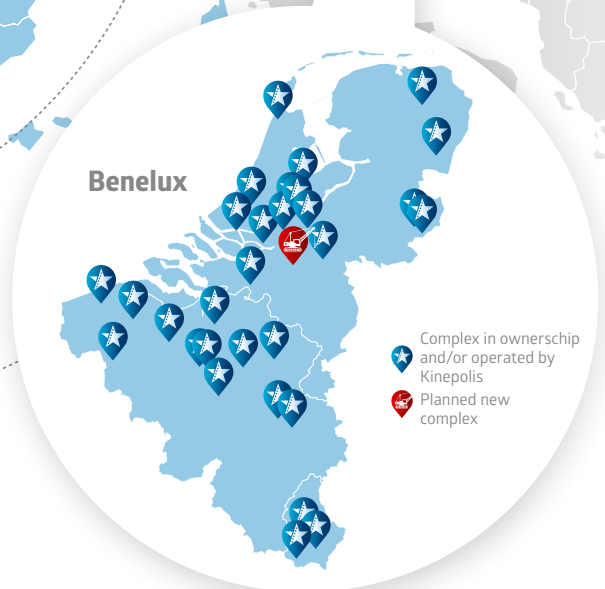 Benelux
Complex in ownerschip
and/or operated by
Kinepolis
Planned new
complex